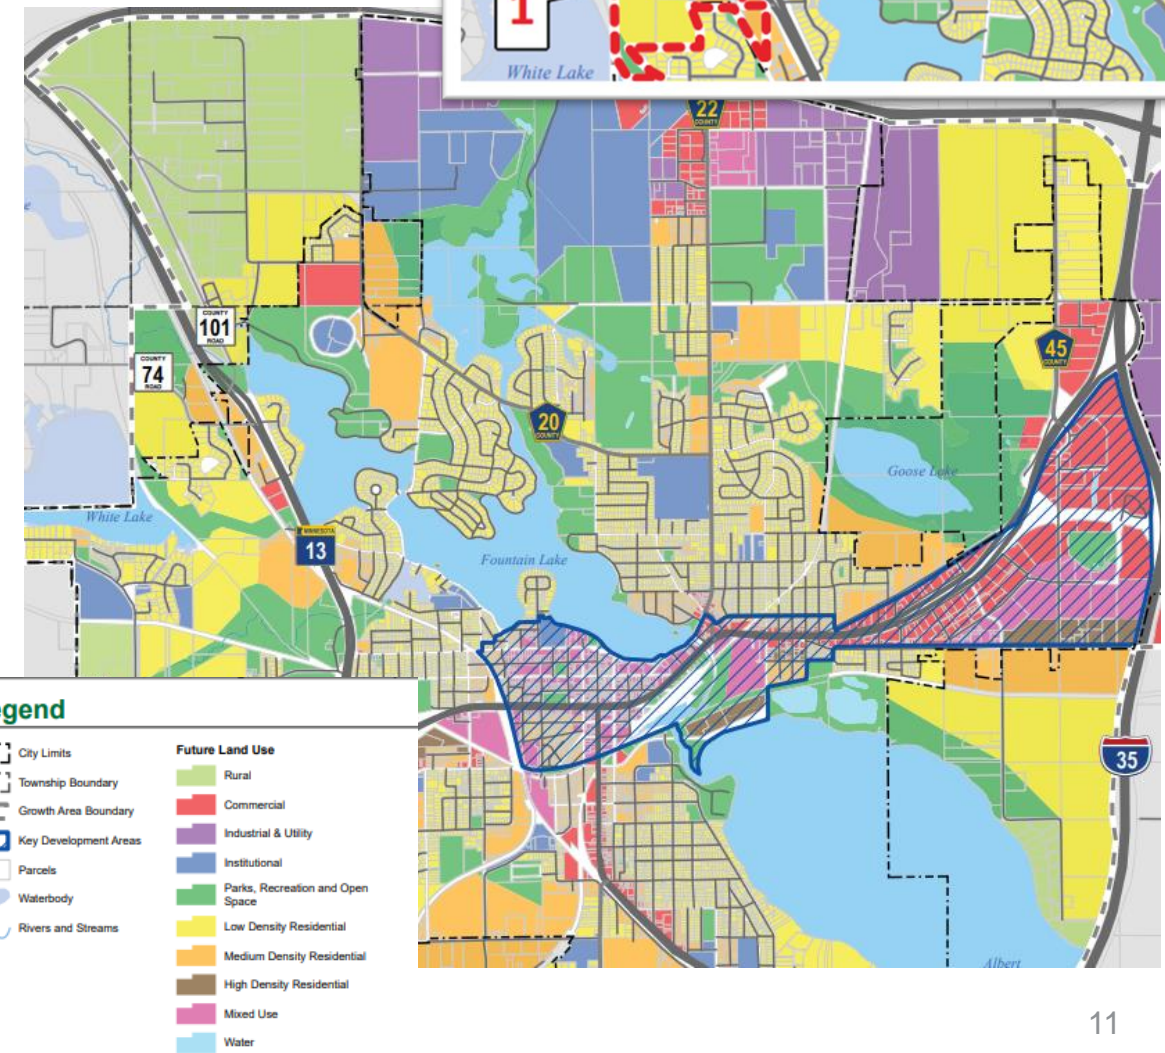 1
White Lake
22
COUNTY
COUNTY
101
ROAD
COUNTY
74
ROAD
45
COUNTY
20
COUNTY
Goose Lake
White Lake
MINNESOTA
13
Fountain Lake
35
Albert
egend
City Limits
Township Boundary
Growth Area Boundary
Key Development Areas
Parcels
Waterbody
Rivers and Streams
Future Land Use
Rural
Commercial
Industrial & Utility
Institutional
Parks, Recreation and Open
Space
Low Density Residential
Medium Density Residential
High Density Residential
Mixed Use
Water
11